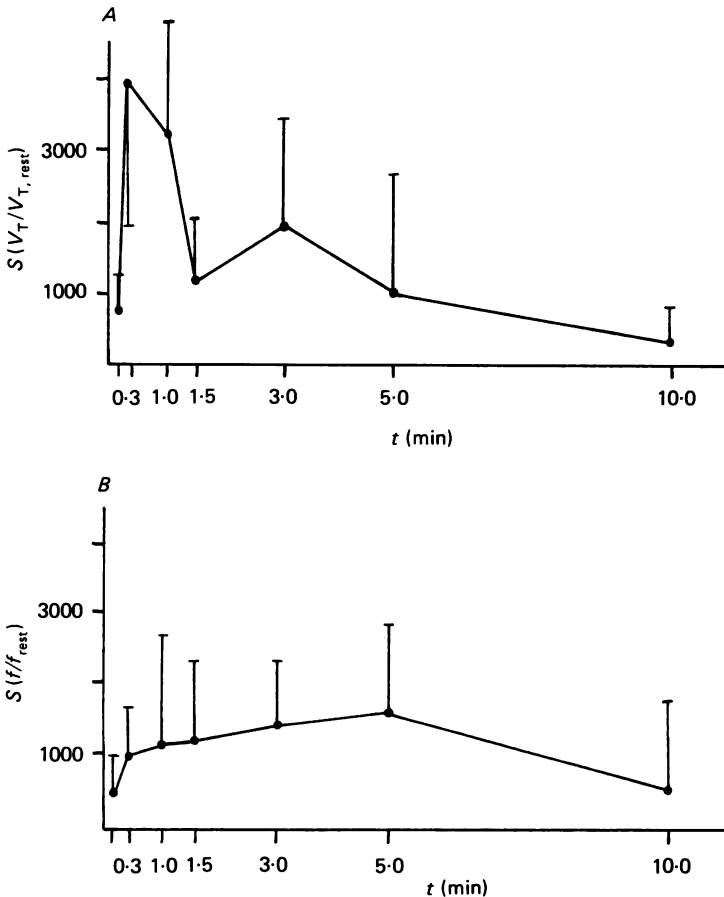 A
S(V_T/V_T, rest)
3000
1000
0·3 1·0 1·5 3·0 5·0 10·0
t (min)
B
S(f/f_rest)
3000
1000
0·3 1·0 1·5 3·0 5·0 10·0
t (min)